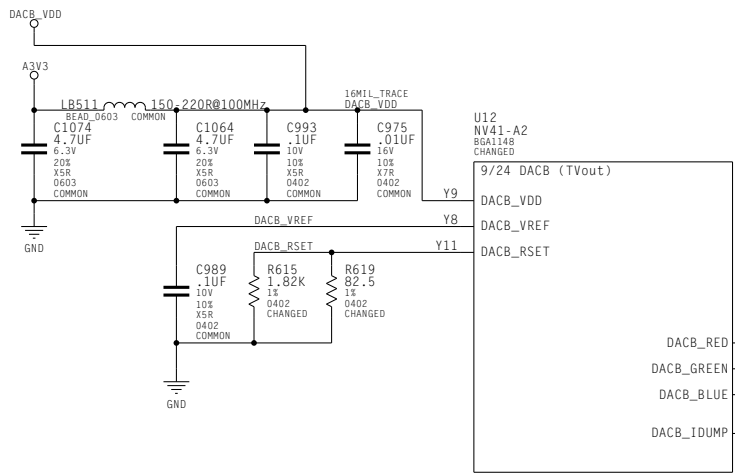 DACB_VDD
A3V3
LB511 150-220R@100MHz
BEAD_0603 COMMON
16MIL_TRACE
DACB_VDD
C1074
4.7UF
6.3V
20%
X5R
0603
COMMON
C1064
4.7UF
6.3V
20%
X5R
0603
COMMON
C993
.1UF
10V
10%
X5R
0402
COMMON
C975
.01UF
16V
10%
X7R
0402
COMMON
GND
U12
NV41-A2
BGA1148
CHANGED
9/24 DACB (TVout)
Y9 DACB_VDD
DACB_VREF Y8 DACB_VREF
DACB_RSET Y11 DACB_RSET
C989
.1UF
10V
10%
X5R
0402
COMMON
R615
1.82K
1%
0402
CHANGED
R619
82.5
1%
0402
CHANGED
GND
DACB_RED
DACB_GREEN
DACB_BLUE
DACB_IDUMP